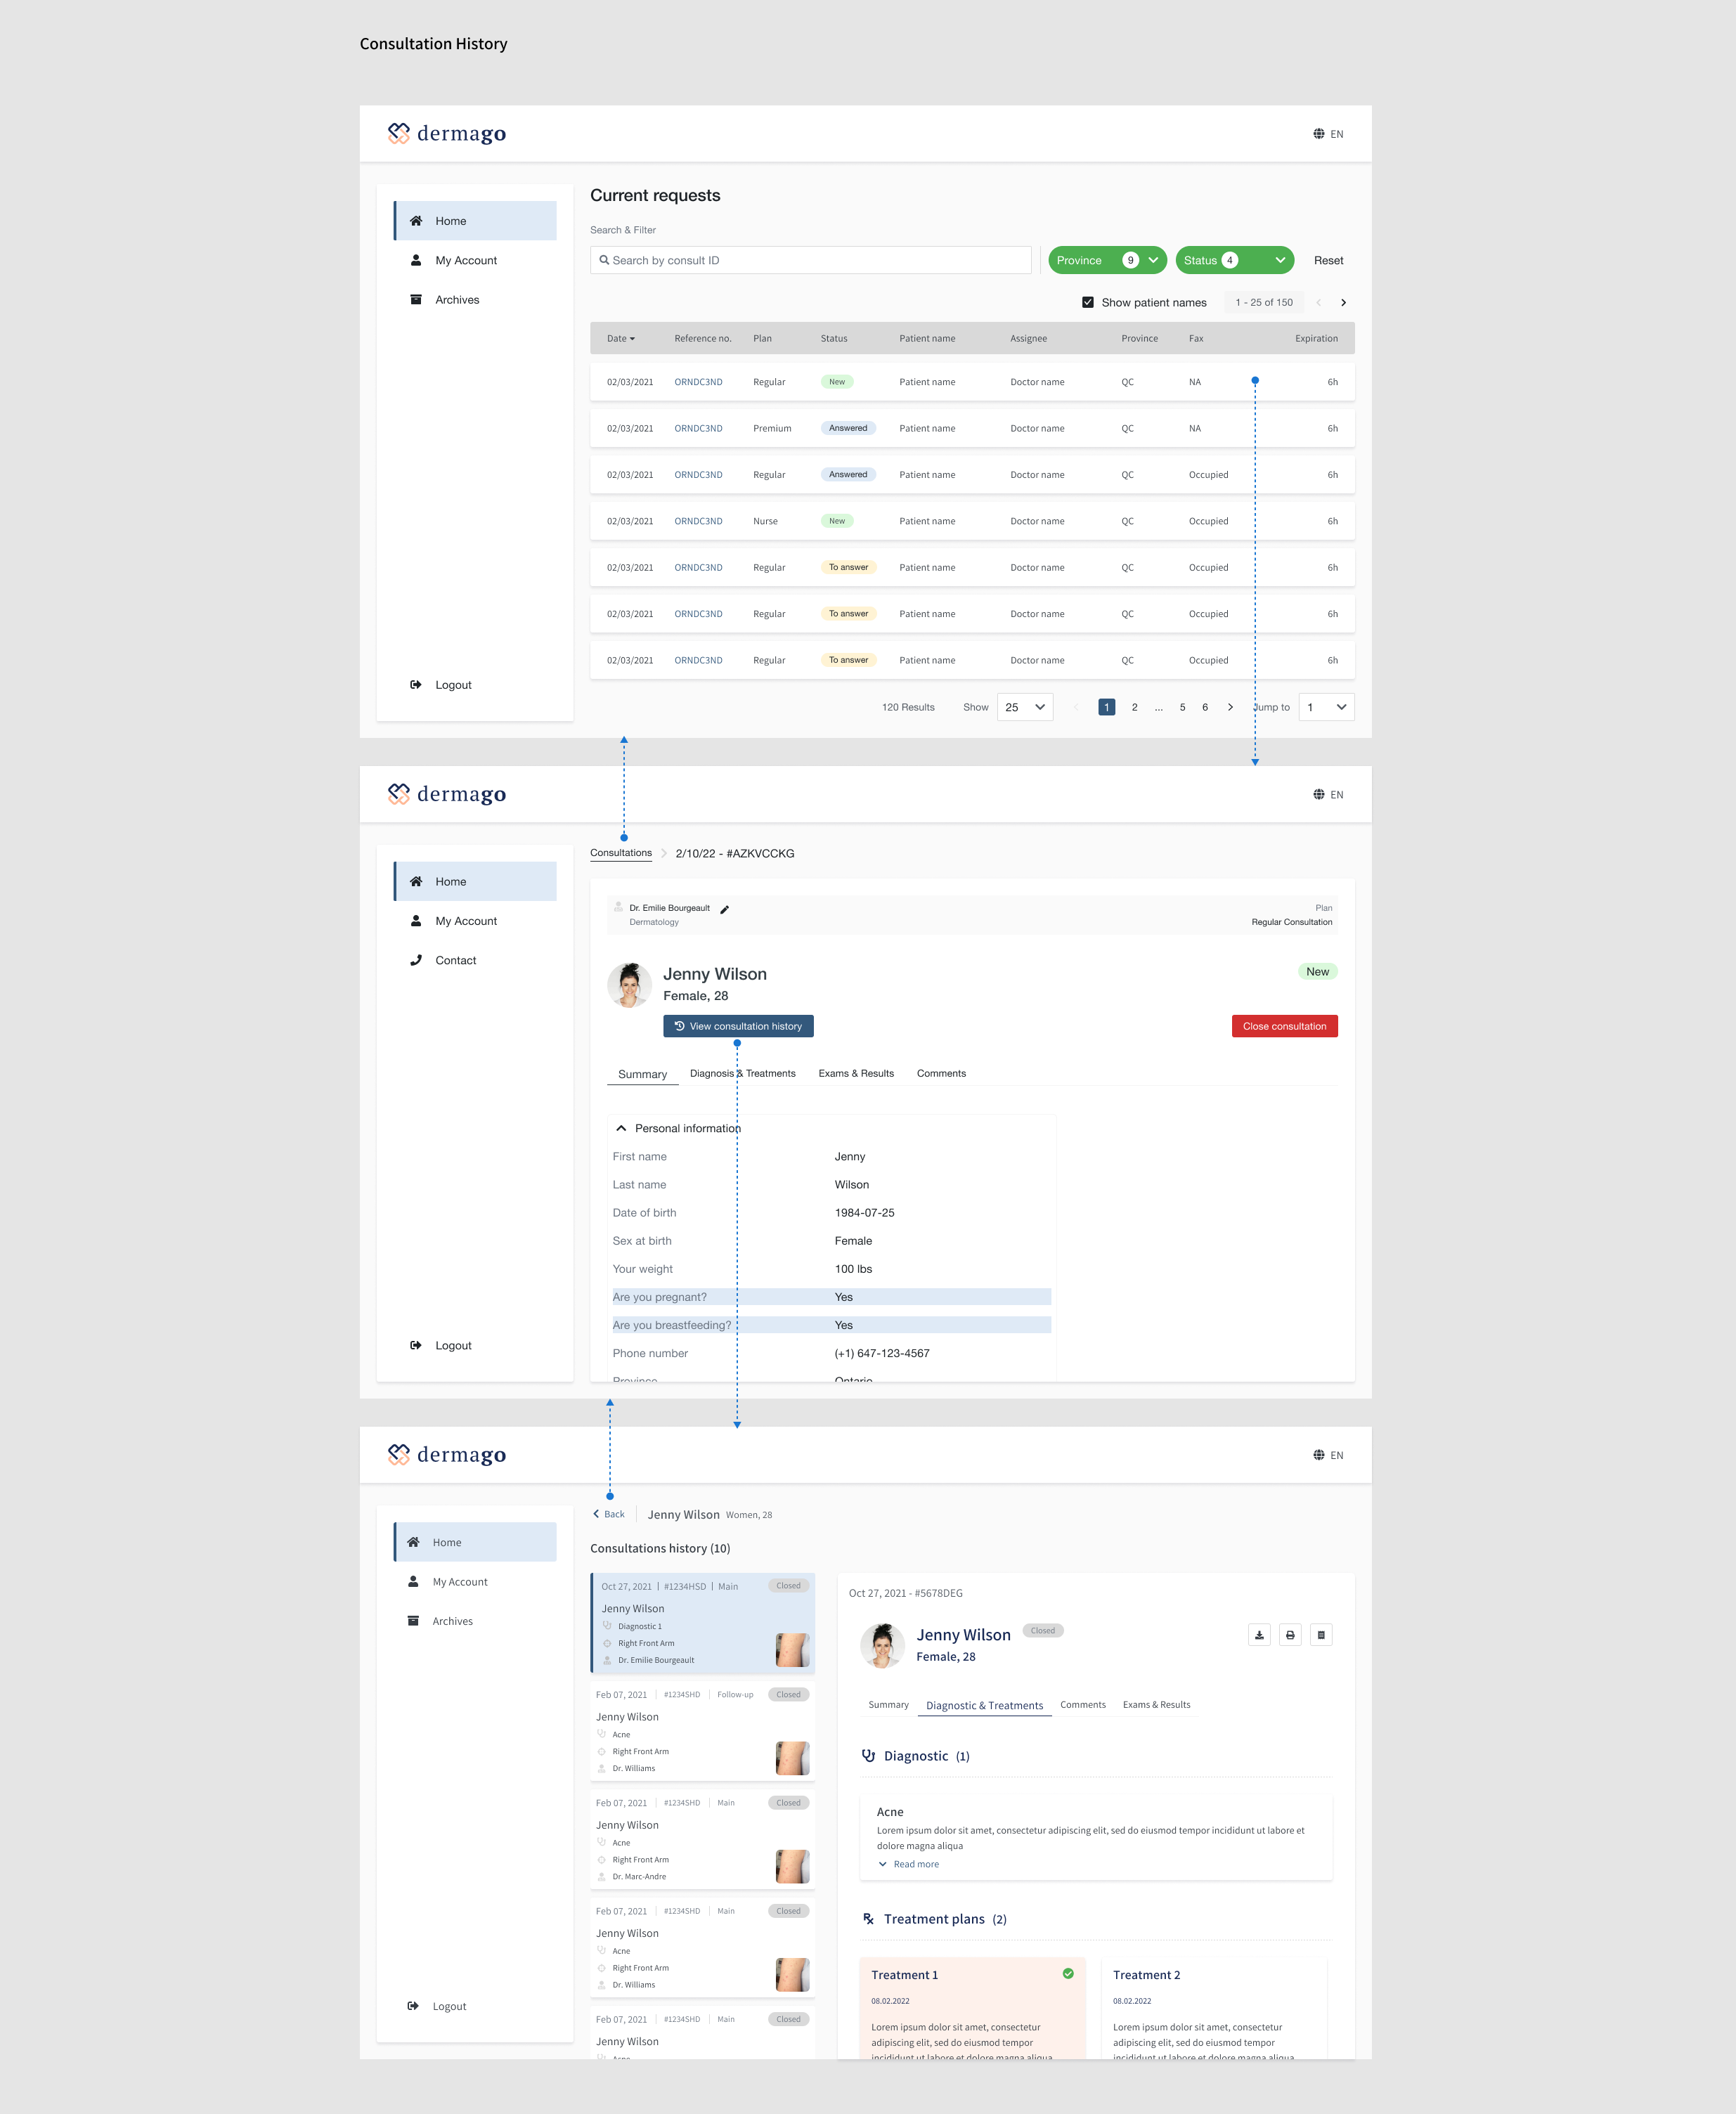 Consultation History
dermago
EN
Home
My Account
Archives
Logout
Current requests
Search & Filter
Search by consult ID
Province 9
Status 4
Reset
Show patient names
1 - 25 of 150
Date Reference no. Plan Status Patient name Assignee Province Fax Expiration
02/03/2021 ORNDC3ND Regular New Patient name Doctor name QC NA 6h
02/03/2021 ORNDC3ND Premium Answered Patient name Doctor name QC NA 6h
02/03/2021 ORNDC3ND Regular Answered Patient name Doctor name QC Occupied 6h
02/03/2021 ORNDC3ND Nurse New Patient name Doctor name QC Occupied 6h
02/03/2021 ORNDC3ND Regular To answer Patient name Doctor name QC Occupied 6h
02/03/2021 ORNDC3ND Regular To answer Patient name Doctor name QC Occupied 6h
02/03/2021 ORNDC3ND Regular To answer Patient name Doctor name QC Occupied 6h
120 Results Show 25 1 2 ... 5 6 Jump to 1
dermago
EN
Home
My Account
Contact
Logout
Consultations 2/10/22 - #AZKVCCKG
Dr. Emilie Bourgeault
Dermatology
Plan
Regular Consultation
Jenny Wilson
Female, 28
New
View consultation history
Close consultation
Summary Diagnosis & Treatments Exams & Results Comments
Personal information
First name Jenny
Last name Wilson
Date of birth 1984-07-25
Sex at birth Female
Your weight 100 lbs
Are you pregnant? Yes
Are you breastfeeding? Yes
Phone number (+1) 647-123-4567
Province Ontario
dermago
EN
Home
My Account
Archives
Logout
Back Jenny Wilson Women, 28
Consultations history (10)
Oct 27, 2021 | #1234HSD | Main Closed
Jenny Wilson
Diagnostic 1
Right Front Arm
Dr. Emilie Bourgeault
Feb 07, 2021 | #1234SHD | Follow-up Closed
Jenny Wilson
Acne
Right Front Arm
Dr. Williams
Feb 07, 2021 | #1234SHD | Main Closed
Jenny Wilson
Acne
Right Front Arm
Dr. Marc-Andre
Feb 07, 2021 | #1234SHD | Main Closed
Jenny Wilson
Acne
Right Front Arm
Dr. Williams
Feb 07, 2021 | #1234SHD | Main Closed
Jenny Wilson
Acne
Oct 27, 2021 - #5678DEG
Jenny Wilson Closed
Female, 28
Summary Diagnostic & Treatments Comments Exams & Results
Diagnostic (1)
Acne
Lorem ipsum dolor sit amet, consectetur adipiscing elit, sed do eiusmod tempor incididunt ut labore et
dolore magna aliqua
Read more
Treatment plans (2)
Treatment 1
08.02.2022
Lorem ipsum dolor sit amet, consectetur
adipiscing elit, sed do eiusmod tempor
incididunt ut labore et dolore magna aliqua
Treatment 2
08.02.2022
Lorem ipsum dolor sit amet, consectetur
adipiscing elit, sed do eiusmod tempor
incididunt ut labore et dolore magna aliqua